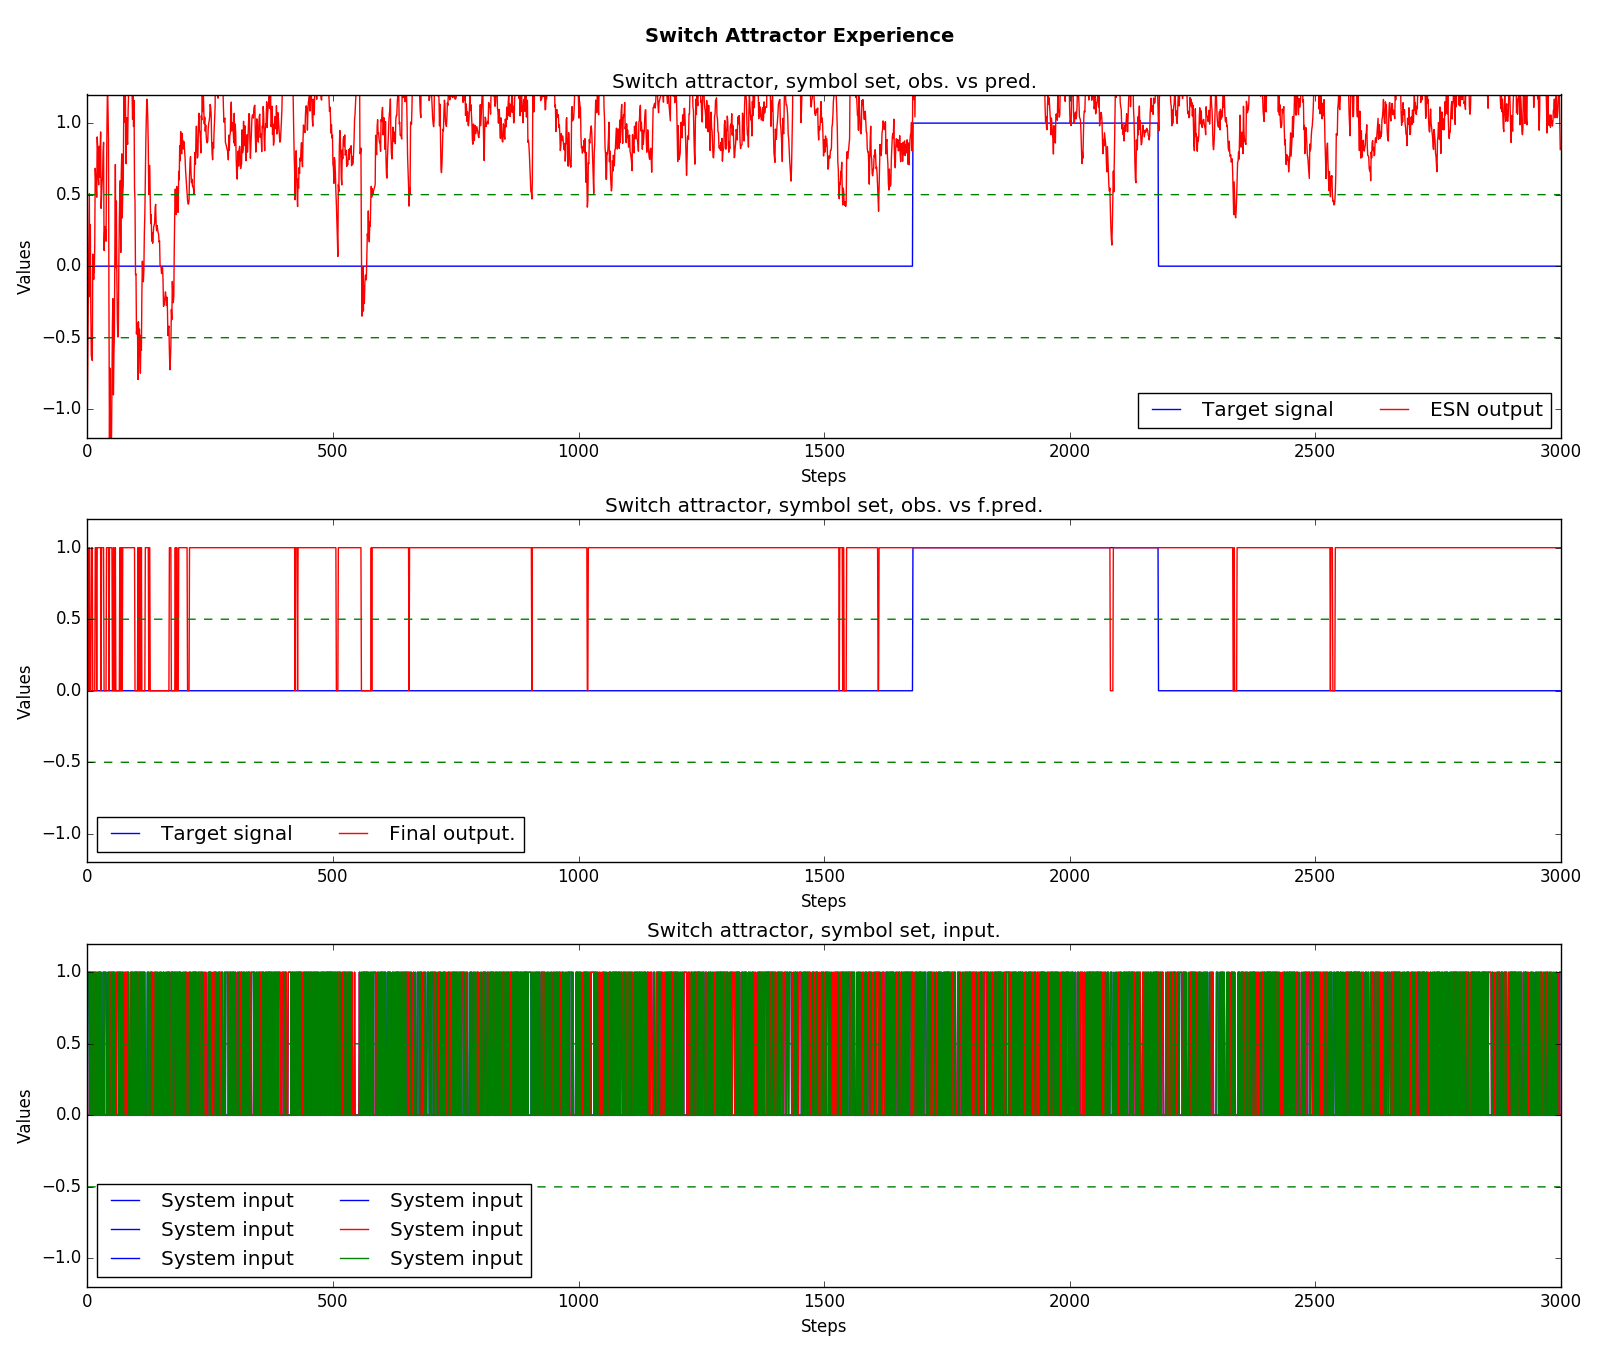 Switch Attractor Experience
Switch attractor, symbol set, obs. vs pred.
Values
1.0
0.5
0.0
−0.5
−1.0
Target signal ESN output
0 500 1000 1500 2000 2500 3000
Steps
Switch attractor, symbol set, obs. vs f.pred.
Values
1.0
0.5
0.0
−0.5
−1.0
Target signal Final output.
0 500 1000 1500 2000 2500 3000
Steps
Switch attractor, symbol set, input.
Values
1.0
0.5
0.0
−0.5
−1.0
System input System input
System input System input
System input System input
0 500 1000 1500 2000 2500 3000
Steps